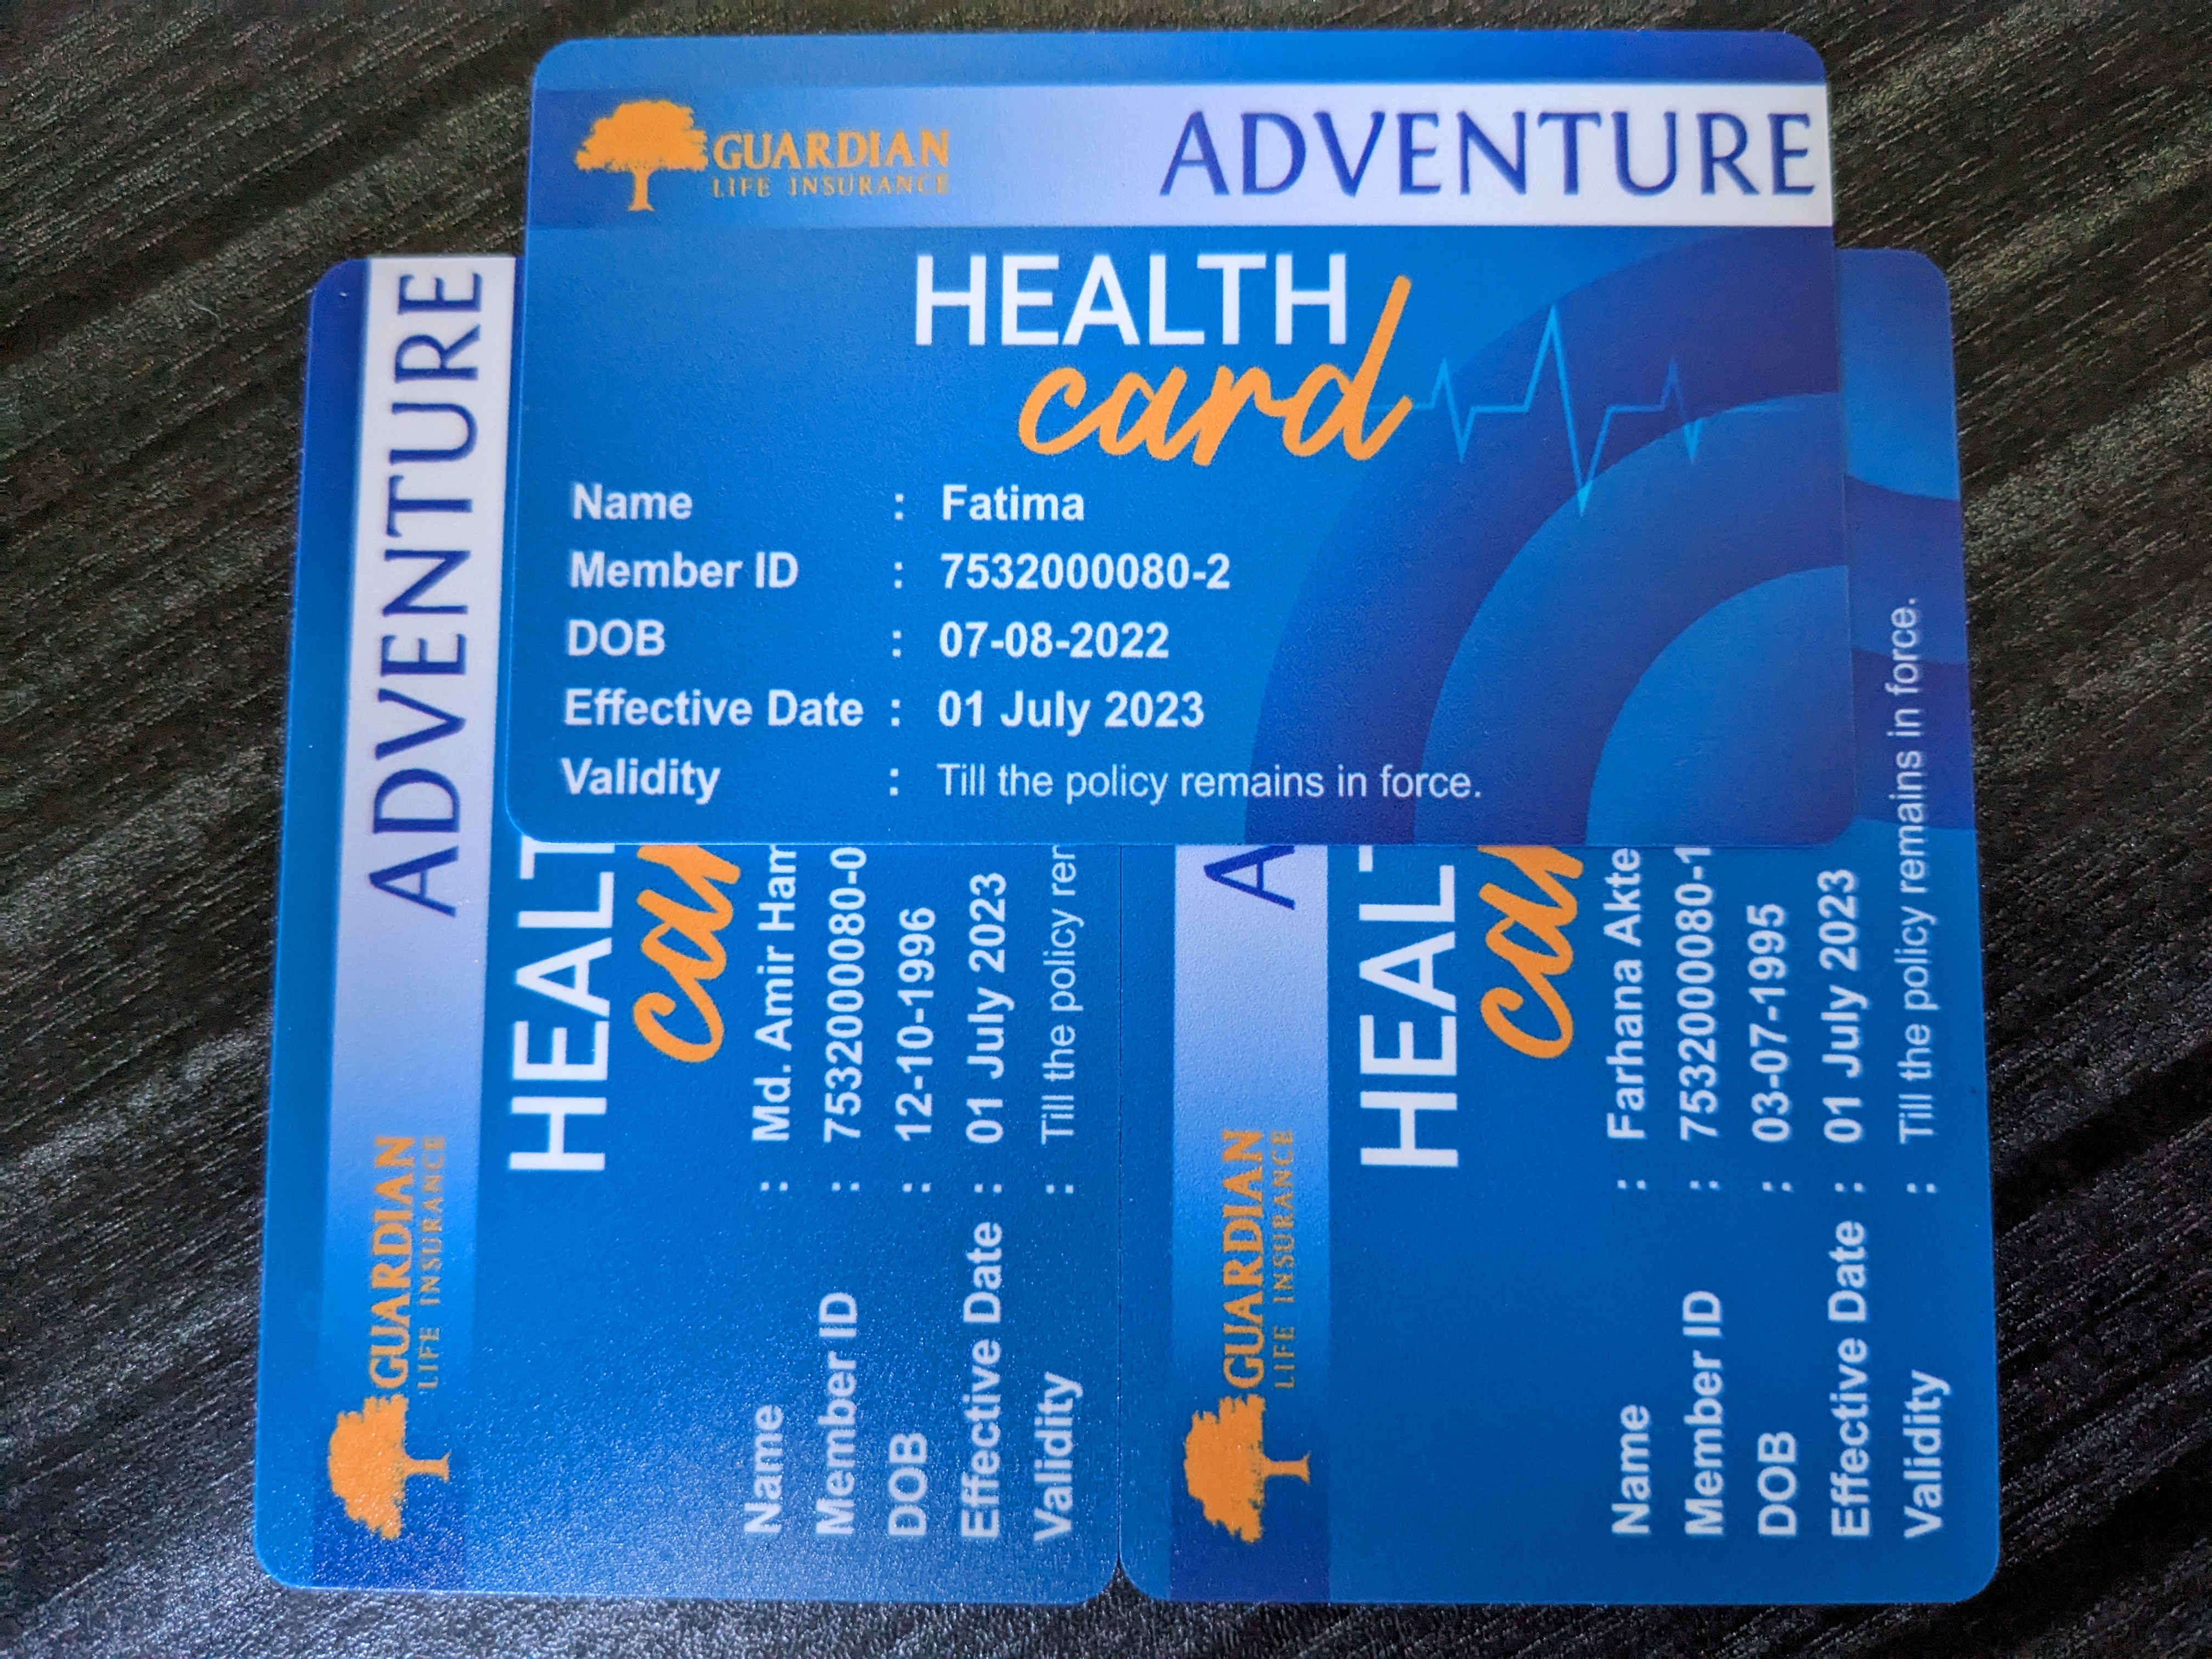 GUARDIAN
LIFE INSURANCE
ADVENTURE
HEALTH
card
Name : Fatima
Member ID : 7532000080-2
DOB : 07-08-2022
Effective Date : 01 July 2023
Validity : Till the policy remains in force.
GUARDIAN
LIFE INSURANCE
ADVENTURE
HEALT
car
Name : Md. Amir Ham
Member ID : 7532000080-0
DOB : 12-10-1996
Effective Date : 01 July 2023
Validity : Till the policy rer
GUARDIAN
LIFE INSURANCE
A
HEALT
car
Name : Farhana Akte
Member ID : 7532000080-1
DOB : 03-07-1995
Effective Date : 01 July 2023
Validity : Till the policy remains in force.